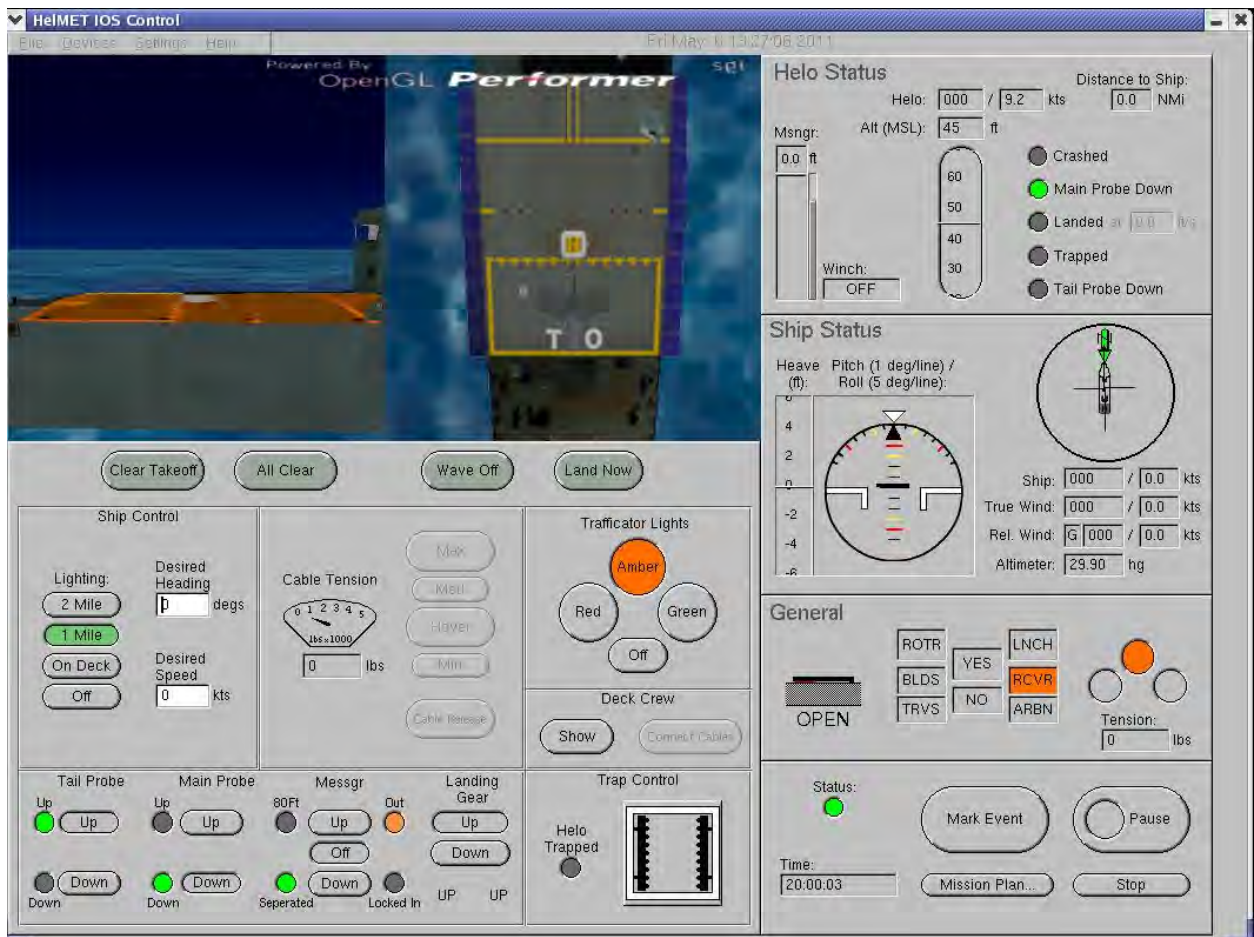 HelMET IOS Control
File Devices Settings Help
Powered By
OpenGL Performer
sgi
T O
Clear Takeoff All Clear Wave Off Land Now
Ship Control
Lighting:
2 Mile
1 Mile
On Deck
Off
Desired
Heading
0 degs
Desired
Speed
0 kts
Cable Tension
0 1 2 3 4 5
lbs x1000
0 lbs
Max
Med
Hover
Min
Cable Release
Trafficator Lights
Amber
Red Green
Off
Deck Crew
Show Connect Cables
Tail Probe
Up
Up
Down
Down
Main Probe
Up
Up
Down
Down
Messgr
80Ft Out
Up
Off
Down
Seperated Locked In
Landing
Gear
Up
Down
UP UP
Trap Control
Helo
Trapped
Helo Status
Distance to Ship:
Helo: 000 / 9.2 kts 0.0 NMi
Alt (MSL): 45 ft
Msngr:
0.0 ft
60
50
40
30
Winch:
OFF
Crashed
Main Probe Down
Landed at 0.0
Trapped
Tail Probe Down
Ship Status
Heave
(ft):
6
4
2
0
-2
-4
-6
Pitch (1 deg/line) /
Roll (5 deg/line):
Ship: 000 / 0.0 kts
True Wind: 000 / 0.0 kts
Rel. Wind: G 000 / 0.0 kts
Altimeter: 29.90 hg
General
OPEN
ROTR
BLDS
TRVS
YES
NO
LNCH
RCVR
ARBN
Tension:
0 lbs
Status:
Mark Event
Pause
Time:
20:00:03
Mission Plan...
Stop